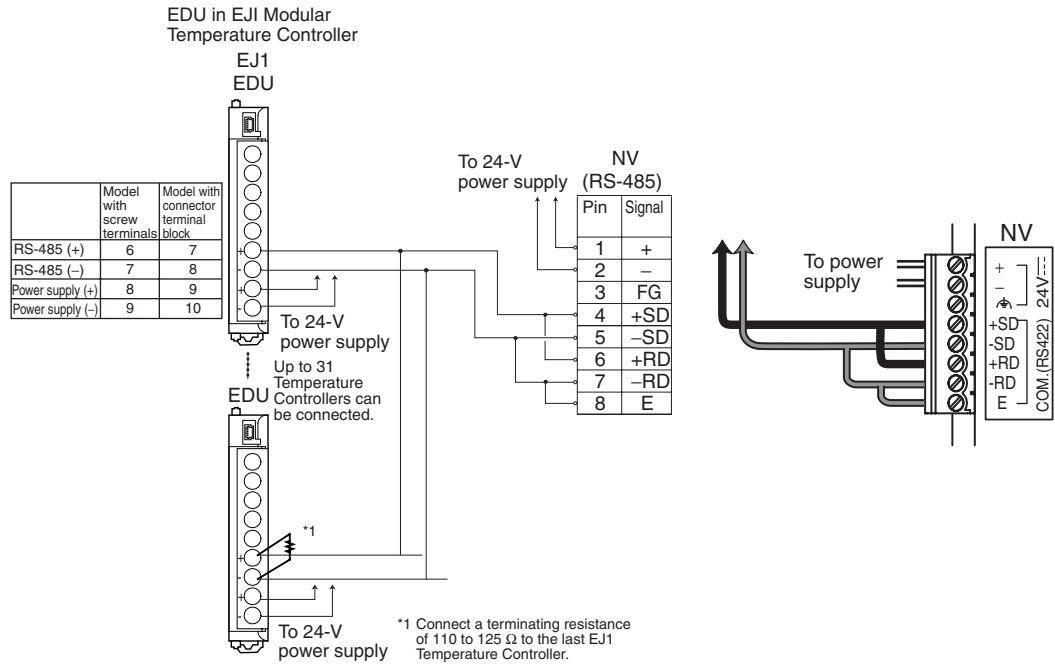 EDU in EJI Modular
Temperature Controller
EJ1
EDU
Model with screw terminals
Model with connector terminal block
RS-485 (+) 6 7
RS-485 (−) 7 8
Power supply (+) 8 9
Power supply (−) 9 10
+
-
+
-
To 24-V
power supply
Up to 31
Temperature
Controllers can
be connected.
EDU
*1
+
-
+
-
To 24-V
power supply
*1 Connect a terminating resistance
of 110 to 125 Ω to the last EJ1
Temperature Controller.
To 24-V
power supply
NV
(RS-485)
Pin Signal
1 +
2 −
3 FG
4 +SD
5 −SD
6 +RD
7 −RD
8 E
To power
supply
NV
+
−
24V
+SD
-SD
+RD
-RD
E
COM.(RS422)